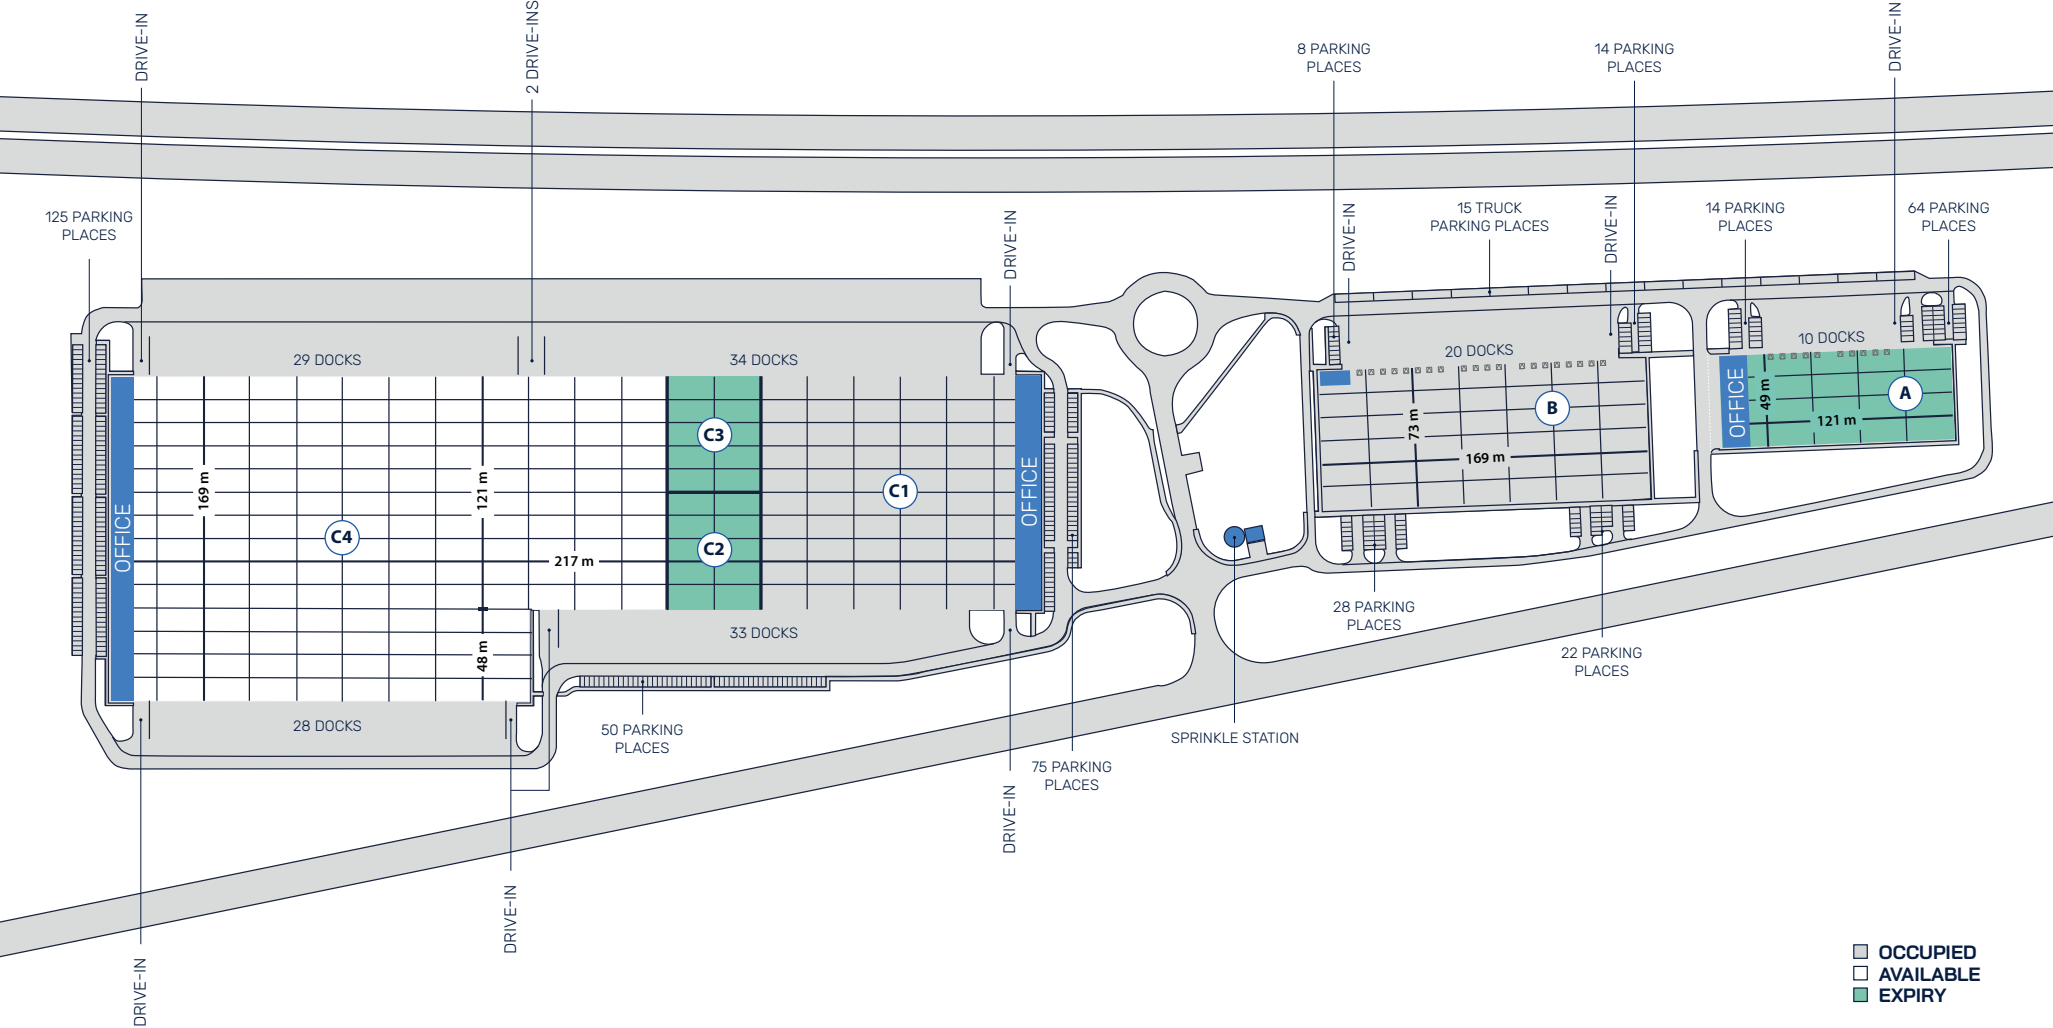 DRIVE-IN
2 DRIVE-INS
8 PARKING
PLACES
14 PARKING
PLACES
DRIVE-IN
125 PARKING
PLACES
DRIVE-IN
DRIVE-IN
15 TRUCK
PARKING PLACES
DRIVE-IN
14 PARKING
PLACES
64 PARKING
PLACES
29 DOCKS
34 DOCKS
20 DOCKS
10 DOCKS
OFFICE
169 m
C4
121 m
217 m
48 m
C3
C2
C1
OFFICE
73 m
B
169 m
OFFICE
49 m
A
121 m
33 DOCKS
28 DOCKS
50 PARKING
PLACES
75 PARKING
PLACES
SPRINKLE STATION
28 PARKING
PLACES
22 PARKING
PLACES
DRIVE-IN
DRIVE-IN
DRIVE-IN
OCCUPIED
AVAILABLE
EXPIRY